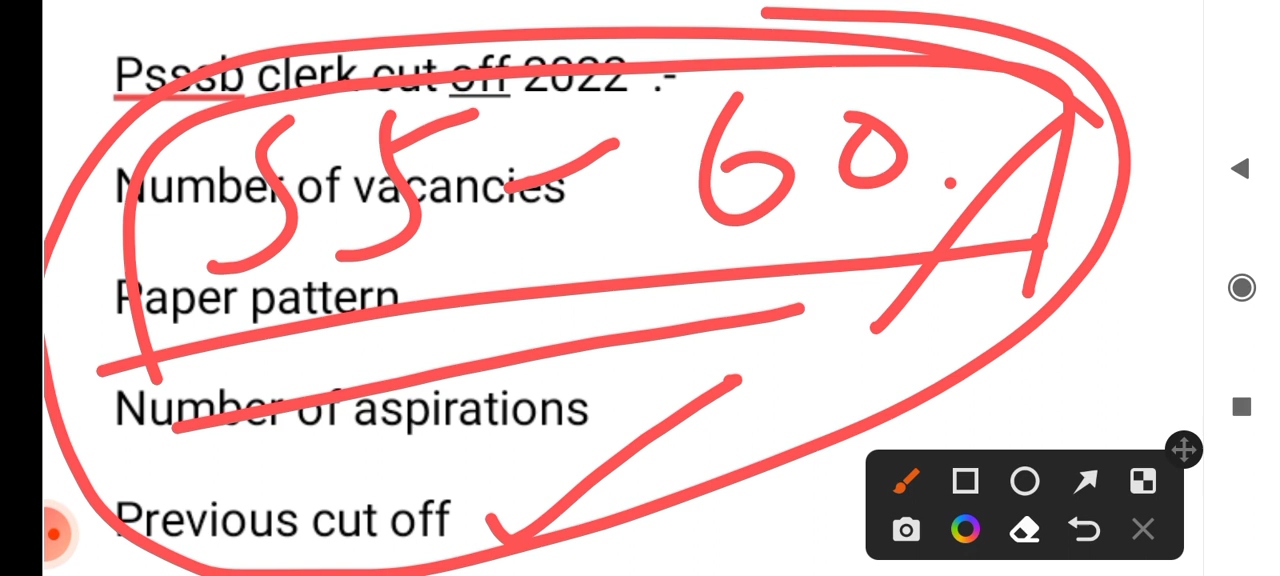 Psssb clerk cut off 2022 :-
55 - 60.
Number of vacancies
Paper pattern
Number of aspirations
Previous cut off